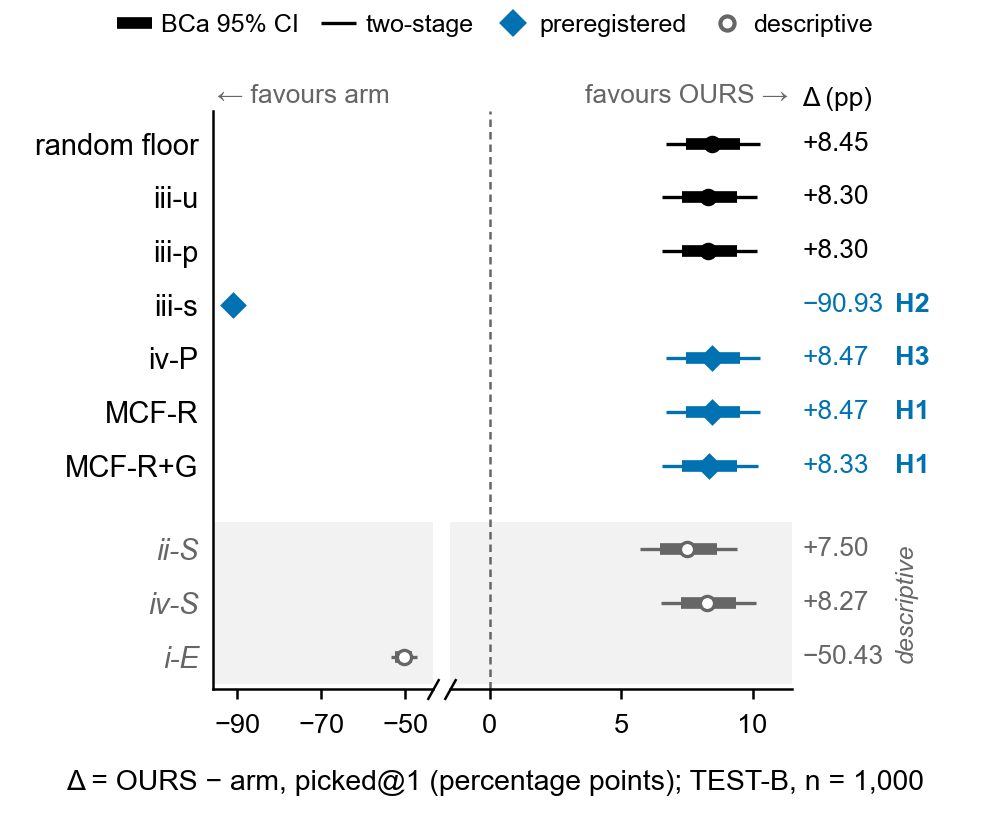 BCa 95% CI two-stage preregistered descriptive
← favours arm favours OURS → Δ (pp)
random floor +8.45
iii-u +8.30
iii-p +8.30
iii-s −90.93 H2
iv-P +8.47 H3
MCF-R +8.47 H1
MCF-R+G +8.33 H1
ii-S +7.50
iv-S +8.27
i-E −50.43
descriptive
−90 −70 −50 0 5 10
Δ = OURS − arm, picked@1 (percentage points); TEST-B, n = 1,000